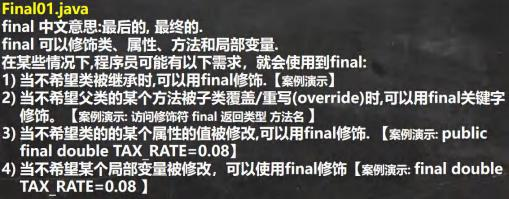 Final01.java
final 中文意思:最后的, 最终的.
final 可以修饰类、属性、方法和局部变量.
在某些情况下,程序员可能有以下需求，就会使用到final:
1) 当不希望类被继承时,可以用final修饰.【案例演示】
2) 当不希望父类的某个方法被子类覆盖/重写(override)时,可以用final关键字
修饰。【案例演示: 访问修饰符 final 返回类型 方法名 】
3) 当不希望类的的某个属性的值被修改,可以用final修饰. 【案例演示: public
final double TAX_RATE=0.08】
4) 当不希望某个局部变量被修改，可以使用final修饰【案例演示: final double
TAX_RATE=0.08 】